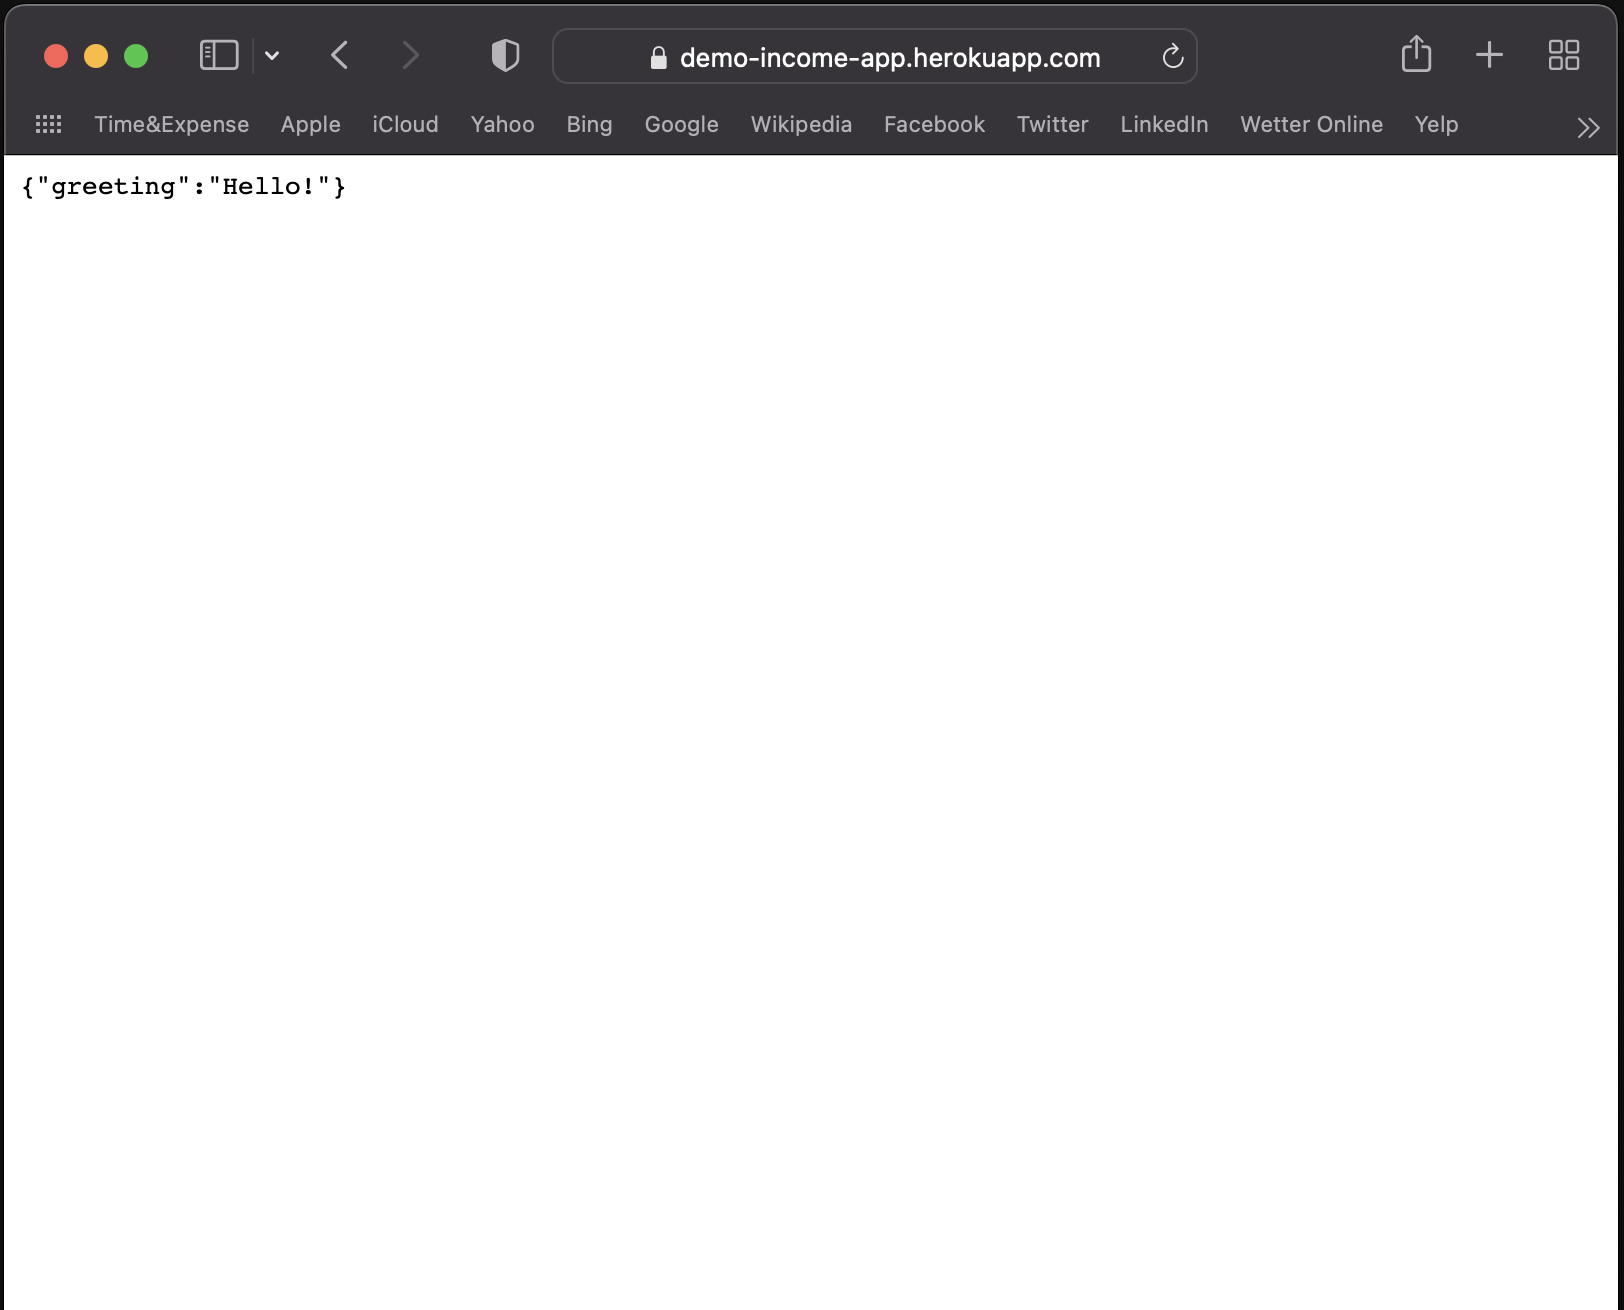 demo-income-app.herokuapp.com
Time&Expense Apple iCloud Yahoo Bing Google Wikipedia Facebook Twitter LinkedIn Wetter Online Yelp
{"greeting":"Hello!"}